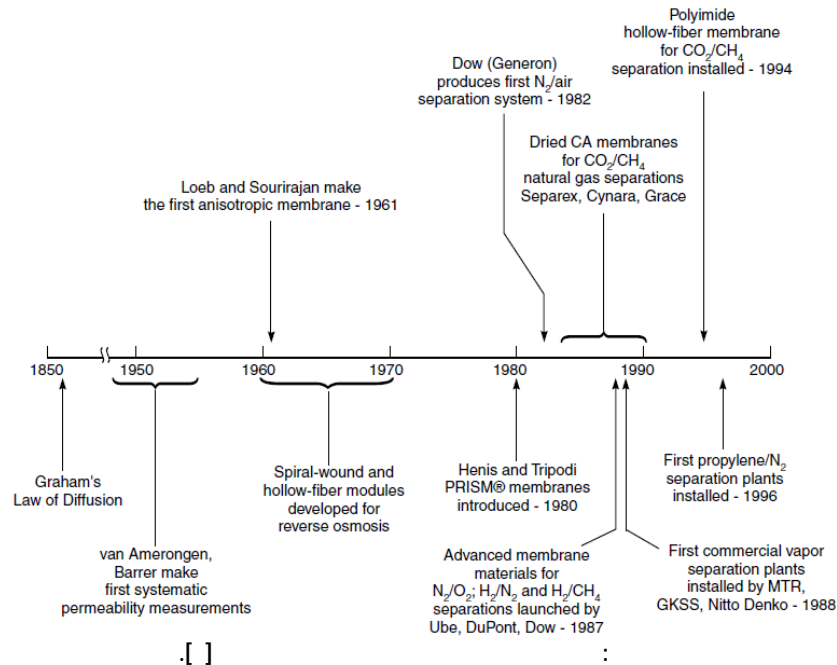 Polyimide
hollow-fiber membrane
for CO₂/CH₄
separation installed - 1994
Dow (Generon)
produces first N₂/air
separation system - 1982
Dried CA membranes
for CO₂/CH₄
natural gas separations
Separex, Cynara, Grace
Loeb and Sourirajan make
the first anisotropic membrane - 1961
1850
1950
1960
1970
1980
1990
2000
Graham's
Law of Diffusion
van Amerongen,
Barrer make
first systematic
permeability measurements
Spiral-wound and
hollow-fiber modules
developed for
reverse osmosis
Henis and Tripodi
PRISM® membranes
introduced - 1980
Advanced membrane
materials for
N₂/O₂; H₂/N₂ and H₂/CH₄
separations launched by
Ube, DuPont, Dow - 1987
First propylene/N₂
separation plants
installed - 1996
First commercial vapor
separation plants
installed by MTR,
GKSS, Nitto Denko - 1988
.[ ]
: